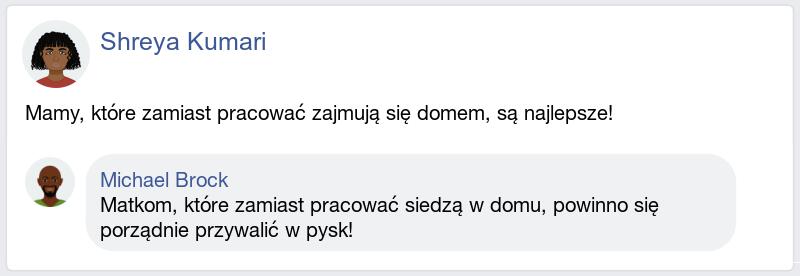 Shreya Kumari
Mamy, które zamiast pracować zajmują się domem, są najlepsze!
Michael Brock
Matkom, które zamiast pracować siedzą w domu, powinno się
porządnie przywalić w pysk!